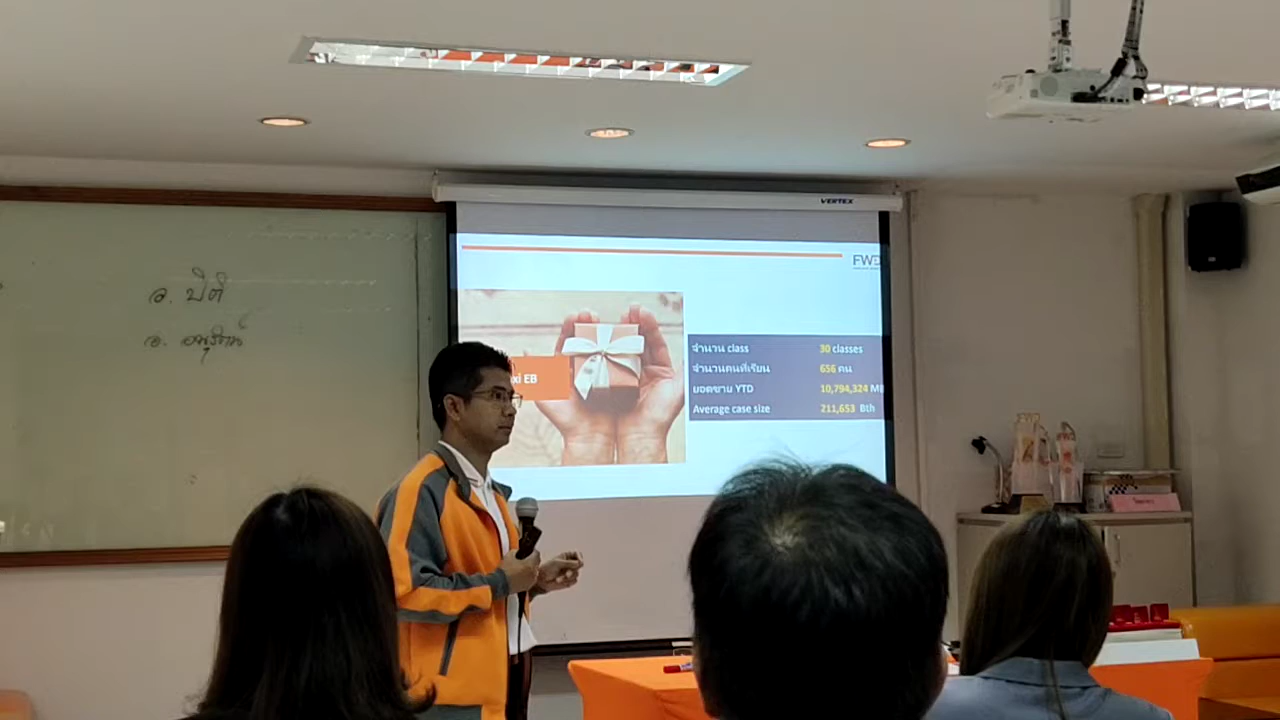 VERTEX
FWD
อ. ปิติ
อ. อนุรักษ์
xi EB
จำนวน class 30 classes
จำนวนคนที่เรียน 656 คน
ยอดขาย YTD 10,794,324
Average case size 211,653 Bth